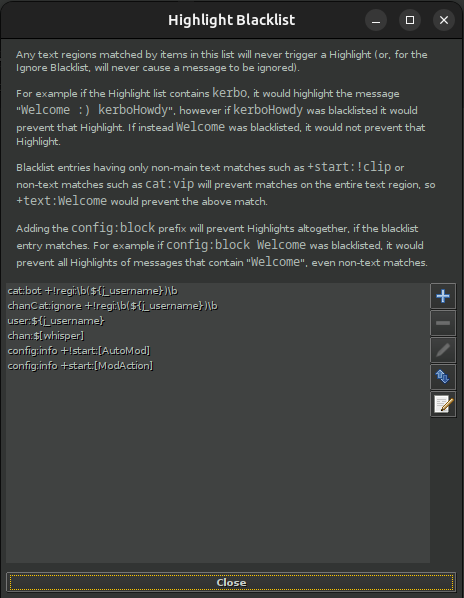 Highlight Blacklist
Any text regions matched by items in this list will never trigger a Highlight (or, for the
Ignore Blacklist, will never cause a message to be ignored).
For example if the Highlight list contains kerbo, it would highlight the message
"Welcome :) kerboHowdy", however if kerboHowdy was blacklisted it would
prevent that Highlight. If instead Welcome was blacklisted, it would not prevent that
Highlight.
Blacklist entries having only non-main text matches such as +start:!clip or
non-text matches such as cat:vip will prevent matches on the entire text region, so
+text:Welcome would prevent the above match.
Adding the config:block prefix will prevent Highlights altogether, if the blacklist
entry matches. For example if config:block Welcome was blacklisted, it would
prevent all Highlights of messages that contain "Welcome", even non-text matches.
cat:bot +!regi:\b(${j_username})\b
chanCat:ignore +!regi:\b(${j_username})\b
user:${j_username}
chan:$[whisper]
config:info +!start:[AutoMod]
config:info +start:[ModAction]
Close